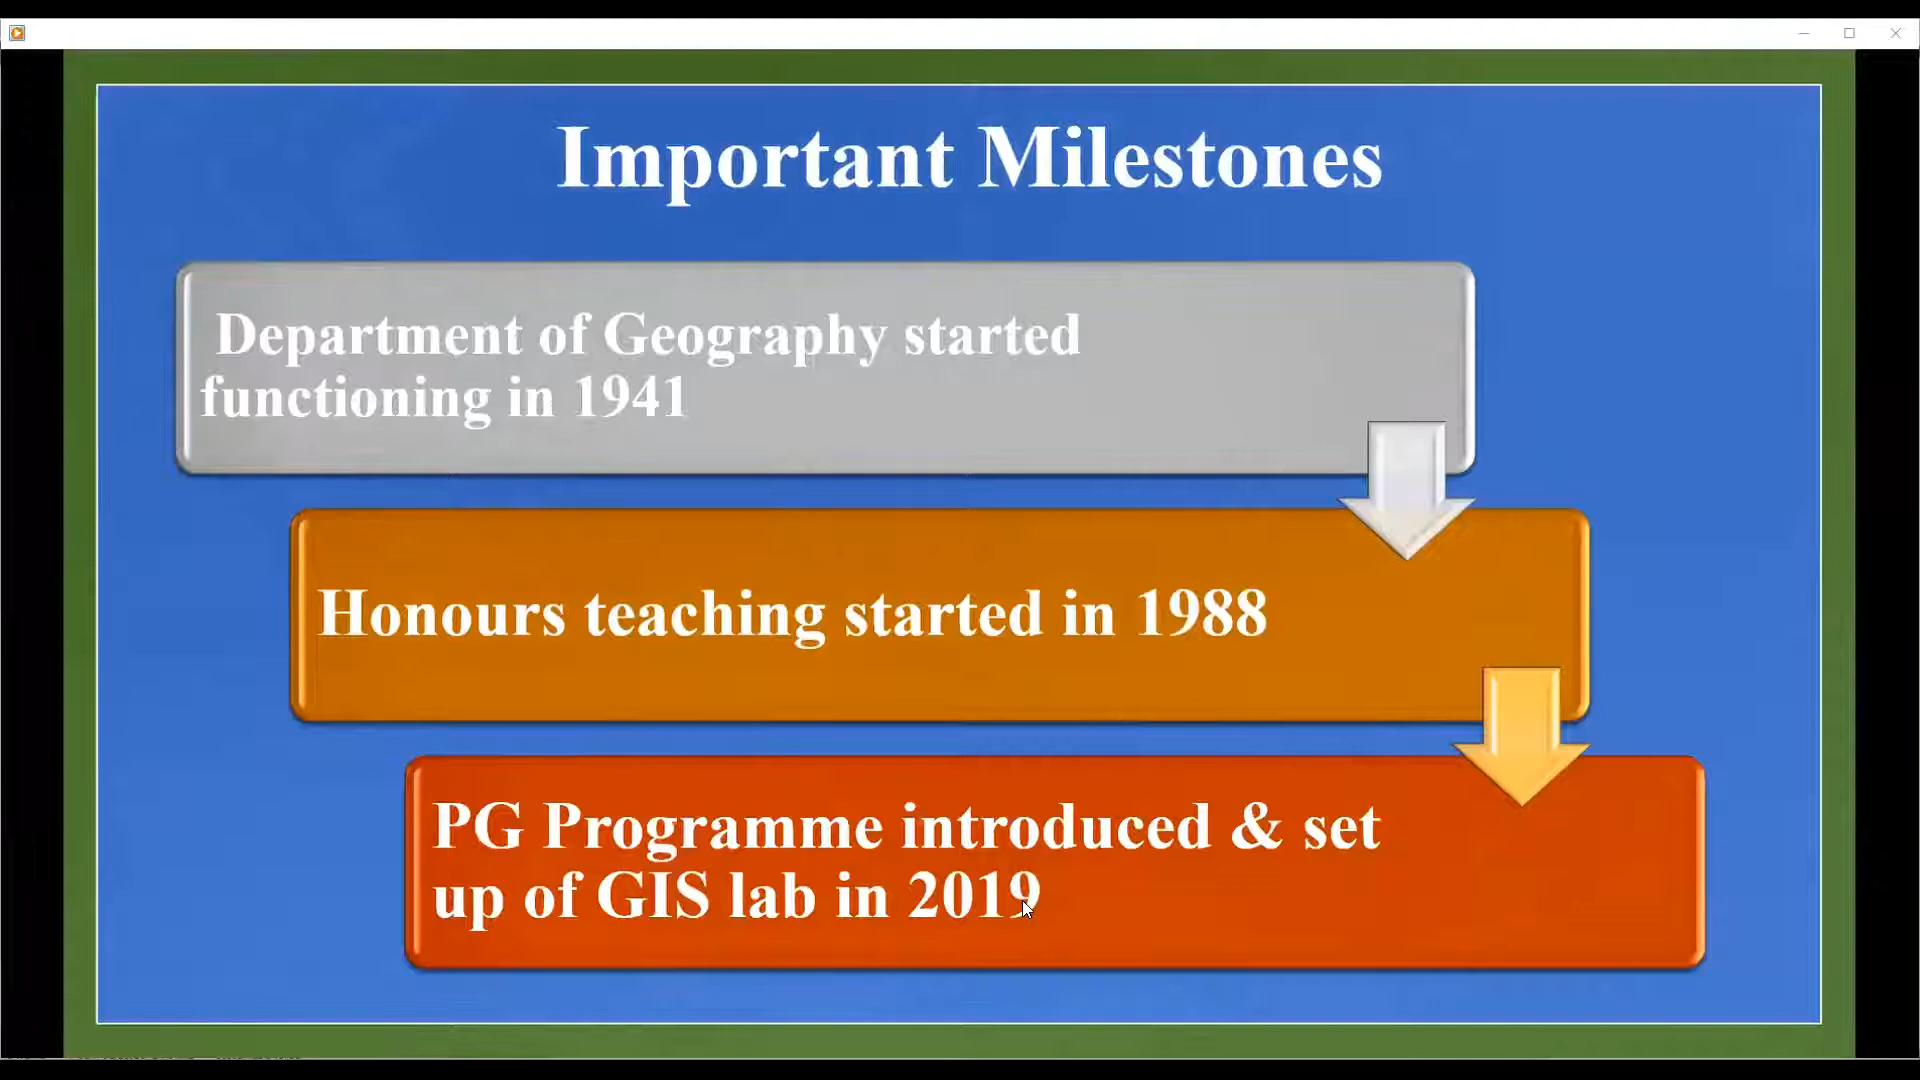 Important Milestones
Department of Geography started
functioning in 1941
Honours teaching started in 1988
PG Programme introduced & set
up of GIS lab in 2019